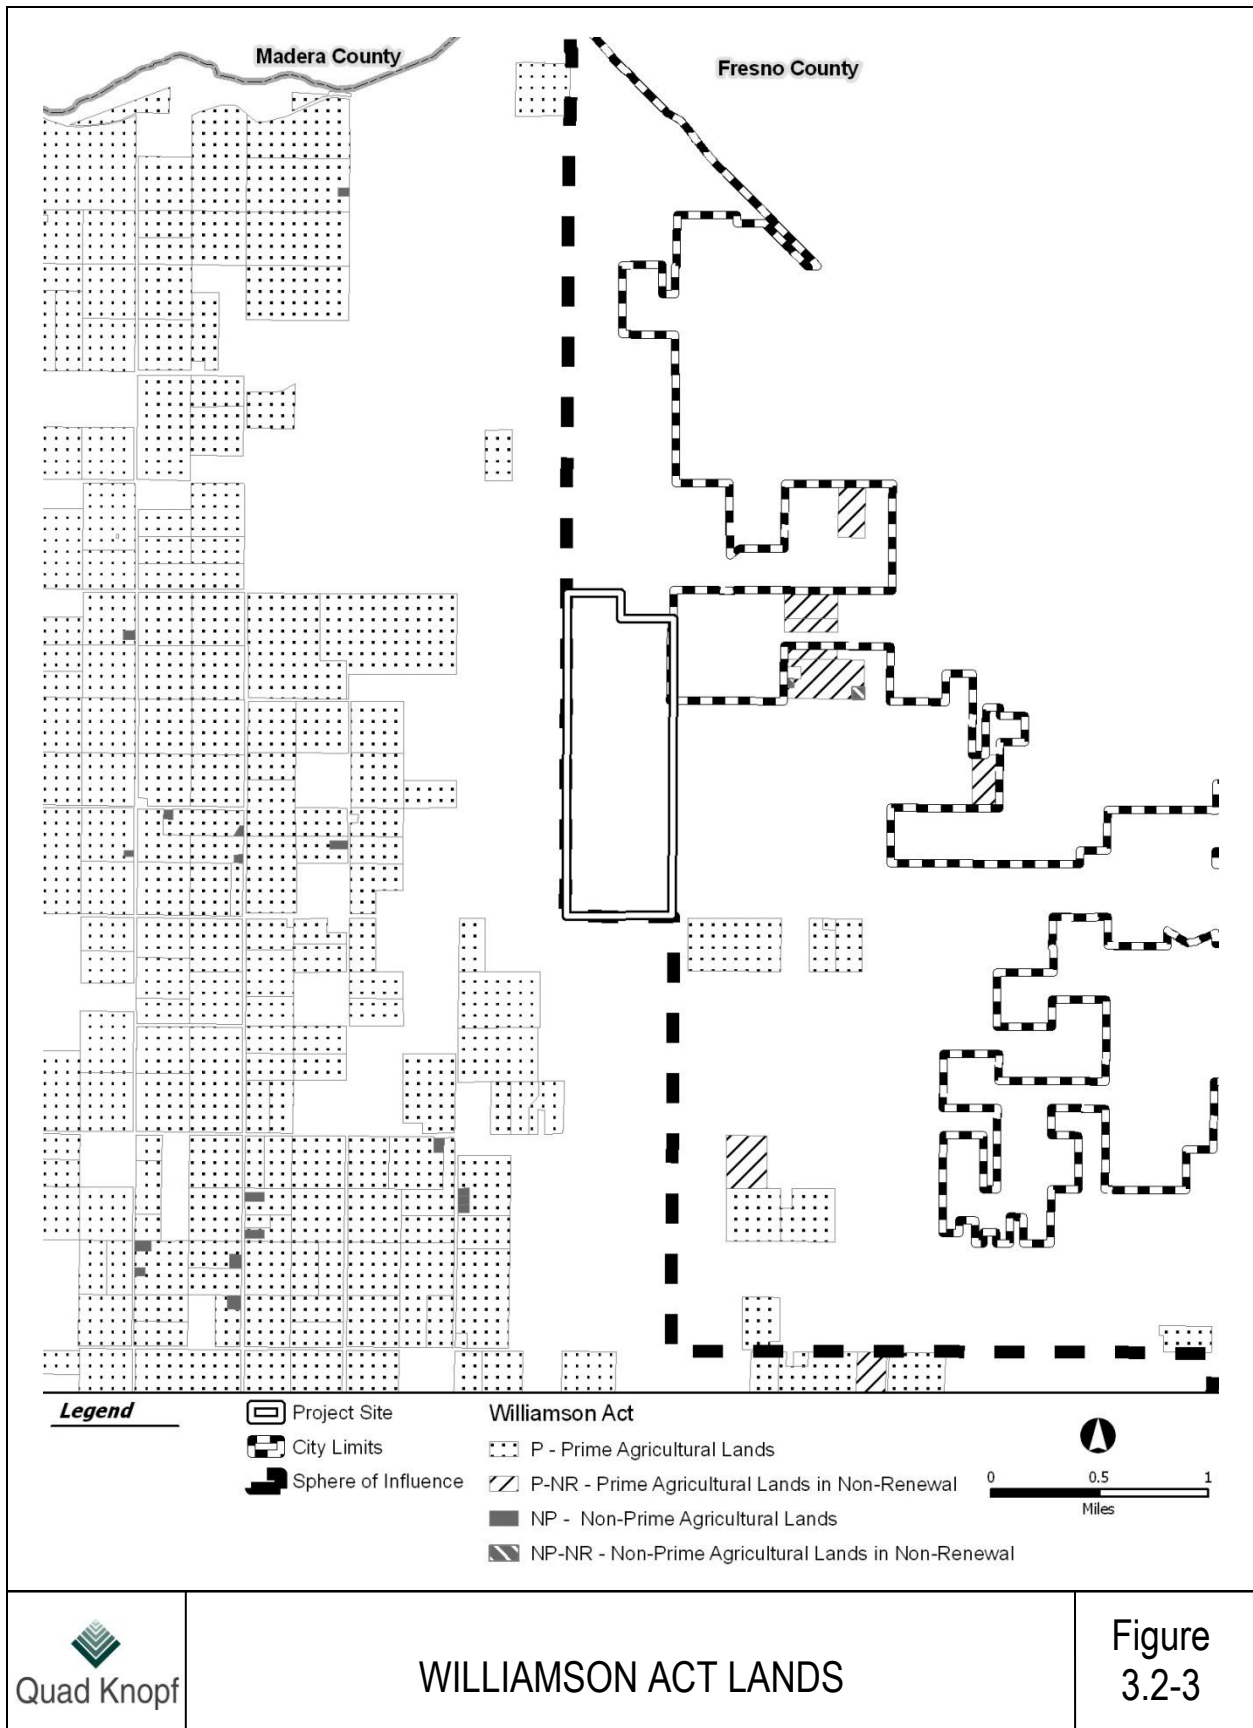 Madera County
Fresno County
Legend
Project Site
City Limits
Sphere of Influence
Williamson Act
P - Prime Agricultural Lands
P-NR - Prime Agricultural Lands in Non-Renewal
NP - Non-Prime Agricultural Lands
NP-NR - Non-Prime Agricultural Lands in Non-Renewal
0 0.5 1
Miles
Quad Knopf
WILLIAMSON ACT LANDS
Figure
3.2-3